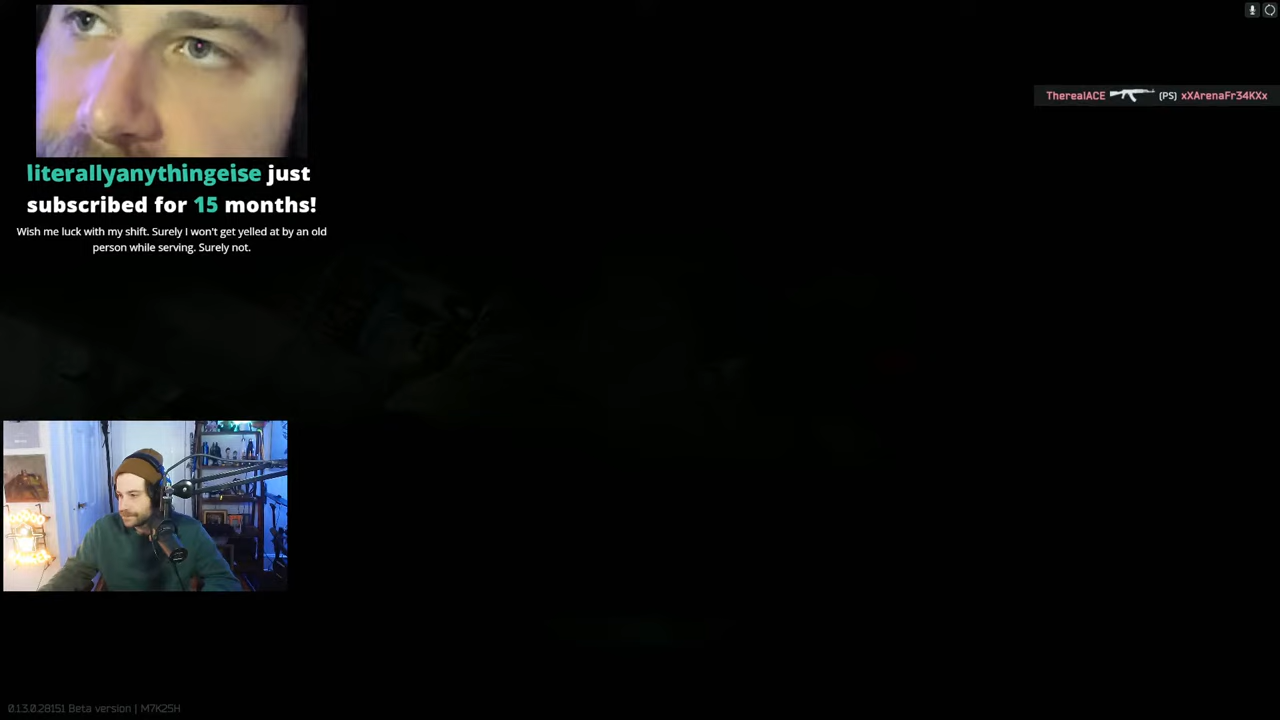 TherealACE (PS) xXArenaFr34KXx
literallyanythingeise just
subscribed for 15 months!
Wish me luck with my shift. Surely I won't get yelled at by an old
person while serving. Surely not.
0.13.0.28151 Beta version | M7K25H